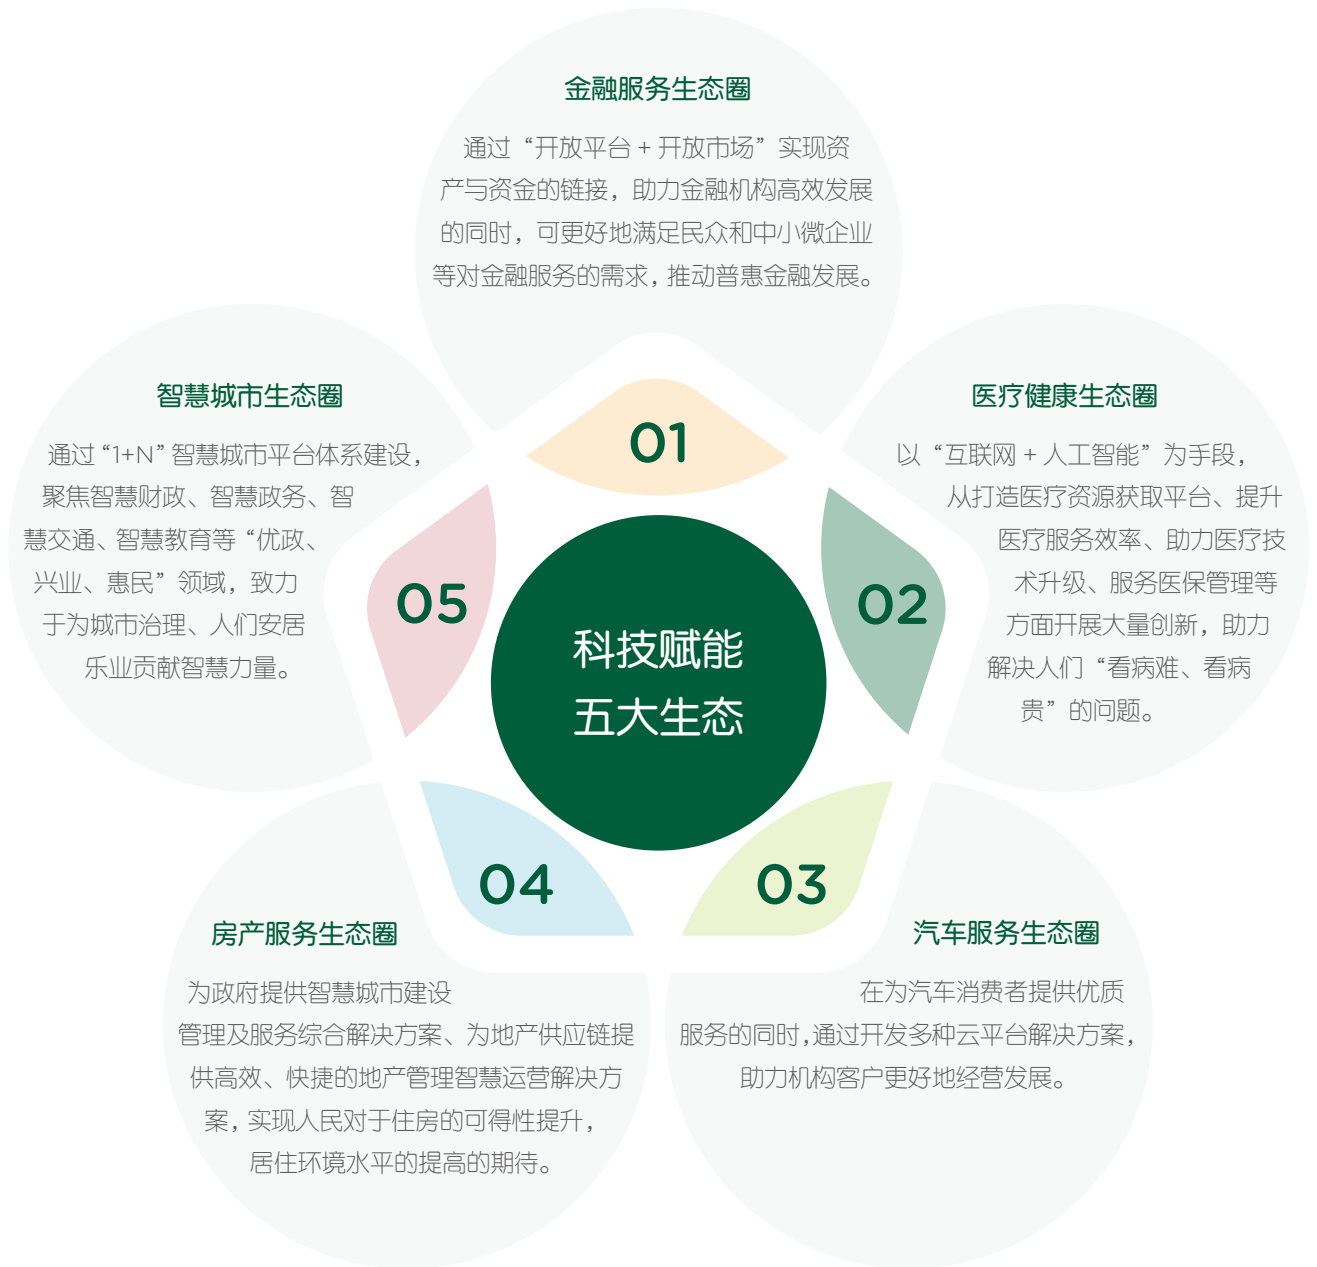 金融服务生态圈
通过“开放平台 + 开放市场”实现资
产与资金的链接，助力金融机构高效发展
的同时，可更好地满足民众和中小微企业
等对金融服务的需求，推动普惠金融发展。
01
医疗健康生态圈
以“互联网 + 人工智能”为手段，
从打造医疗资源获取平台、提升
医疗服务效率、助力医疗技
术升级、服务医保管理等
方面开展大量创新，助力
解决人们“看病难、看病
贵”的问题。
02
汽车服务生态圈
在为汽车消费者提供优质
服务的同时，通过开发多种云平台解决方案，
助力机构客户更好地经营发展。
03
房产服务生态圈
为政府提供智慧城市建设
管理及服务综合解决方案、为地产供应链提
供高效、快捷的地产管理智慧运营解决方
案，实现人民对于住房的可得性提升，
居住环境水平的提高的期待。
04
智慧城市生态圈
通过“1+N”智慧城市平台体系建设，
聚焦智慧财政、智慧政务、智
慧交通、智慧教育等“优政、
兴业、惠民”领域，致力
于为城市治理、人们安居
乐业贡献智慧力量。
05
科技赋能
五大生态